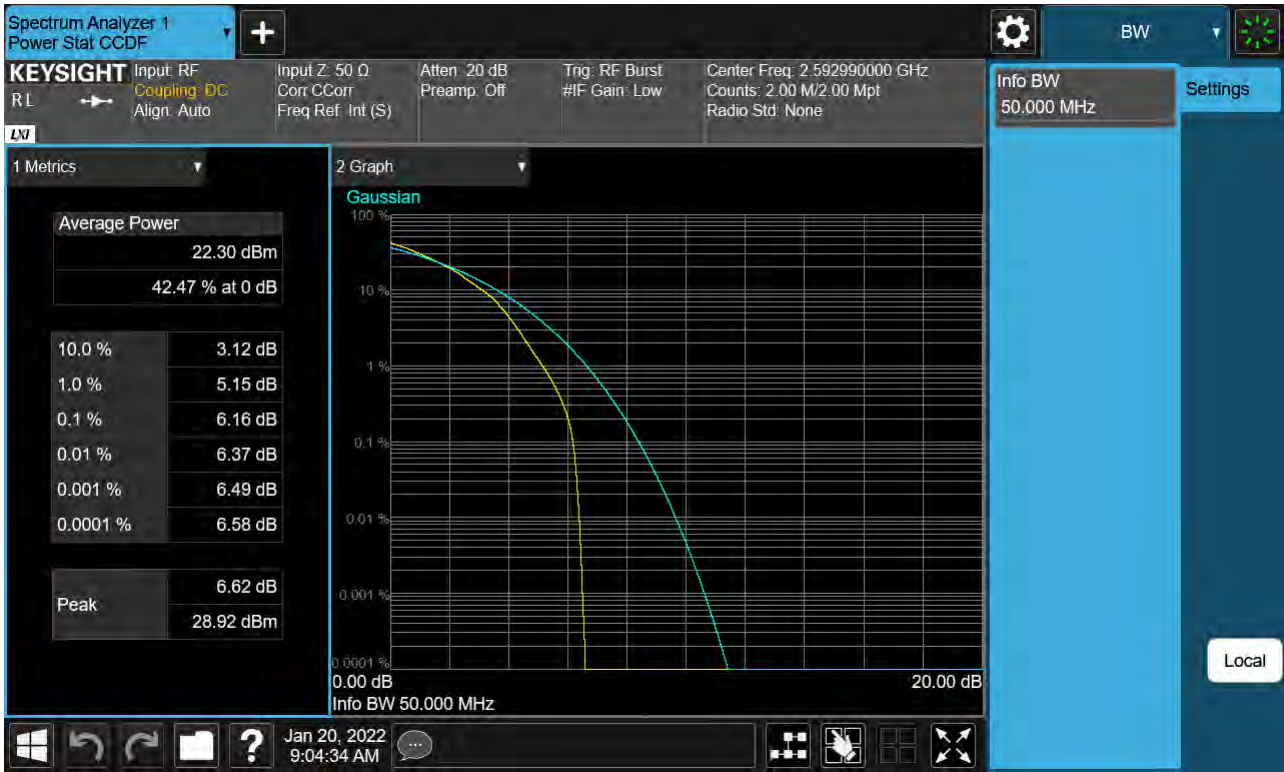 Spectrum Analyzer 1
Power Stat CCDF
+
BW
KEYSIGHT
RL
LXI
Input: RF
Coupling: DC
Align: Auto
Input Z: 50 Ω
Corr CCorr
Freq Ref: Int (S)
Atten: 20 dB
Preamp: Off
Trig: RF Burst
#IF Gain: Low
Center Freq: 2.592990000 GHz
Counts: 2.00 M/2.00 Mpt
Radio Std: None
Info BW
50.000 MHz
Settings
1 Metrics
Average Power
22.30 dBm
42.47 % at 0 dB
10.0 % 3.12 dB
1.0 % 5.15 dB
0.1 % 6.16 dB
0.01 % 6.37 dB
0.001 % 6.49 dB
0.0001 % 6.58 dB
Peak
6.62 dB
28.92 dBm
2 Graph
Gaussian
100 %
10 %
1 %
0.1 %
0.01 %
0.001 %
0.0001 %
0.00 dB 20.00 dB
Info BW 50.000 MHz
Local
?
Jan 20, 2022
9:04:34 AM